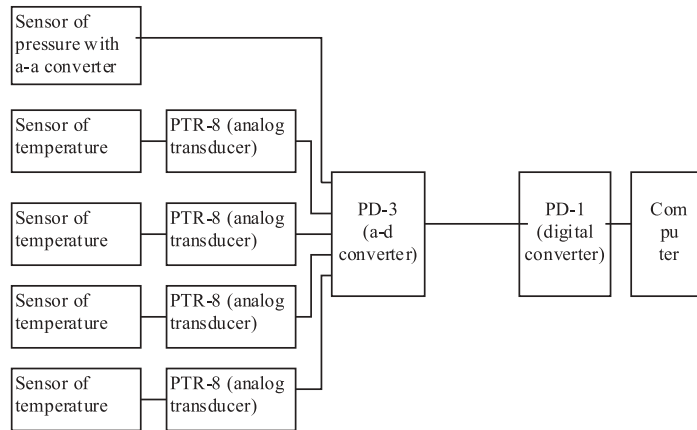 Sensor of
pressure with
a-a converter
Sensor of
temperature
PTR-8 (analog
transducer)
Sensor of
temperature
PTR-8 (analog
transducer)
Sensor of
temperature
PTR-8 (analog
transducer)
Sensor of
temperature
PTR-8 (analog
transducer)
PD-3
(a-d
converter)
PD-1
(digital
converter)
Com
pu
ter